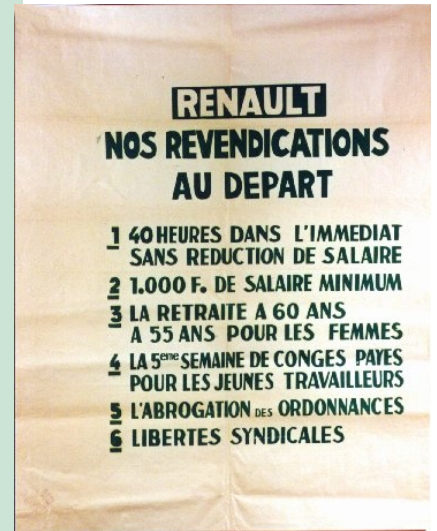 RENAULT
NOS REVENDICATIONS
AU DEPART
1 40 HEURES DANS L'IMMEDIAT
SANS REDUCTION DE SALAIRE
2 1.000 F. DE SALAIRE MINIMUM
3 LA RETRAITE A 60 ANS
A 55 ANS POUR LES FEMMES
4 LA 5eme SEMAINE DE CONGES PAYES
POUR LES JEUNES TRAVAILLEURS
5 L'ABROGATION DES ORDONNANCES
6 LIBERTES SYNDICALES